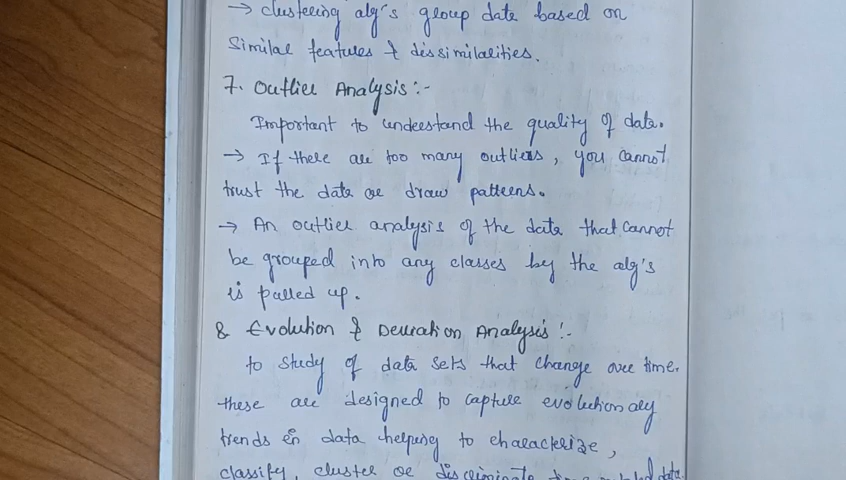 → clustering alg's group data based on
Similar features & dissimilarities.
7. Outlier Analysis :-
Important to understand the quality of data.
→ If there are too many outliers, you cannot
trust the data or draw patterns.
→ An outlier analysis of the data that cannot
be grouped into any classes by the alg's
is pulled up.
8 Evolution & Deviation Analysis :-
to study of data sets that change over time.
these are designed to capture evolutionary
trends in data helping to characterize,
classify, cluster or discriminate data.